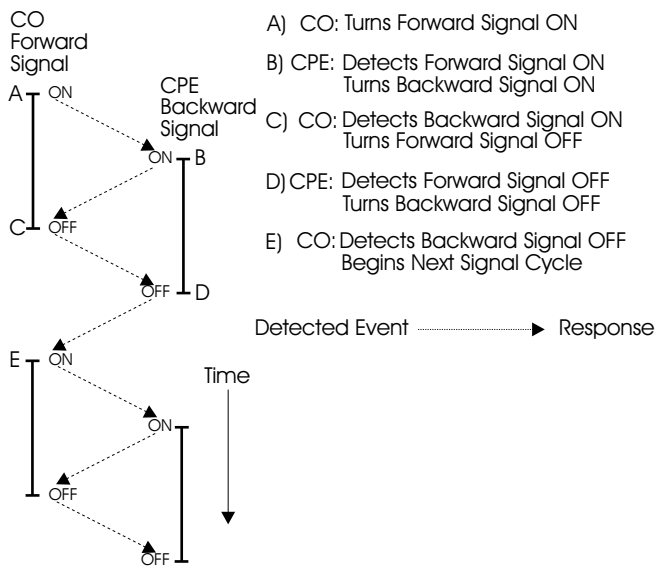 CO
Forward
Signal
CPE
Backward
Signal
A ON
ON B
C OFF
OFF D
E ON
ON
OFF
OFF
Time
A) CO: Turns Forward Signal ON
B) CPE: Detects Forward Signal ON
Turns Backward Signal ON
C) CO: Detects Backward Signal ON
Turns Forward Signal OFF
D) CPE: Detects Forward Signal OFF
Turns Backward Signal OFF
E) CO: Detects Backward Signal OFF
Begins Next Signal Cycle
Detected Event Response